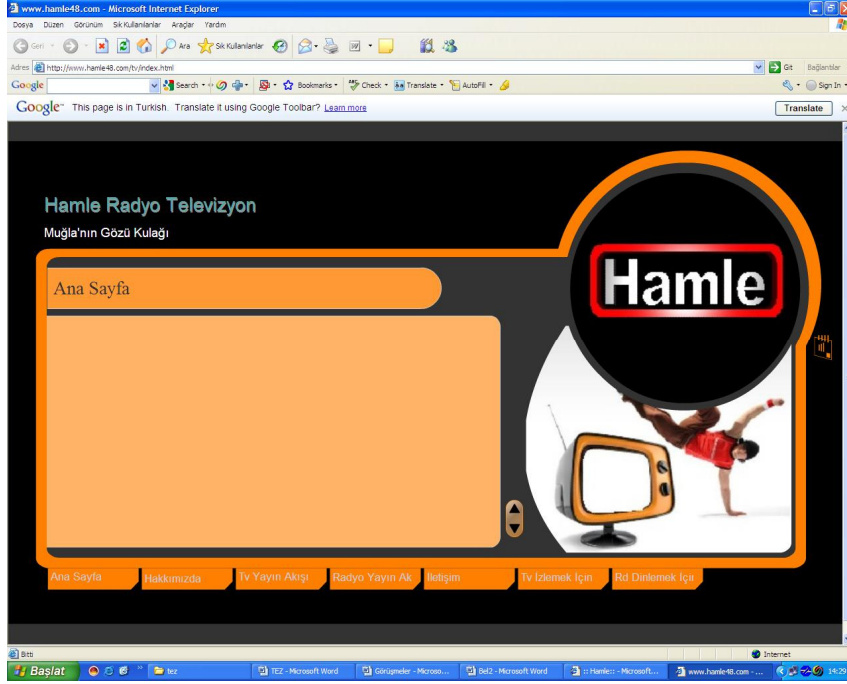 www.hamle48.com - Microsoft Internet Explorer
Dosya Düzen Görünüm Sık Kullanılanlar Araçlar Yardım
Geri Ara Sık Kullanılanlar
Adres http://www.hamle48.com/tv/index.html Git Bağlantılar
Google Search Bookmarks Check Translate AutoFill Sign In
Google This page is in Turkish. Translate it using Google Toolbar? Learn more Translate
Hamle Radyo Televizyon
Muğla'nın Gözü Kulağı
Hamle
Ana Sayfa
Ana Sayfa Hakkımızda Tv Yayın Akışı Radyo Yayın Ak İletişim Tv İzlemek İçin Rd Dinlemek İçin
Bitti Internet
Başlat tez TEZ - Microsoft Word Görüşmeler - Microso... Bel2 - Microsoft Word :: Hamle:: - Microsoft... www.hamle48.com - ... 14:29